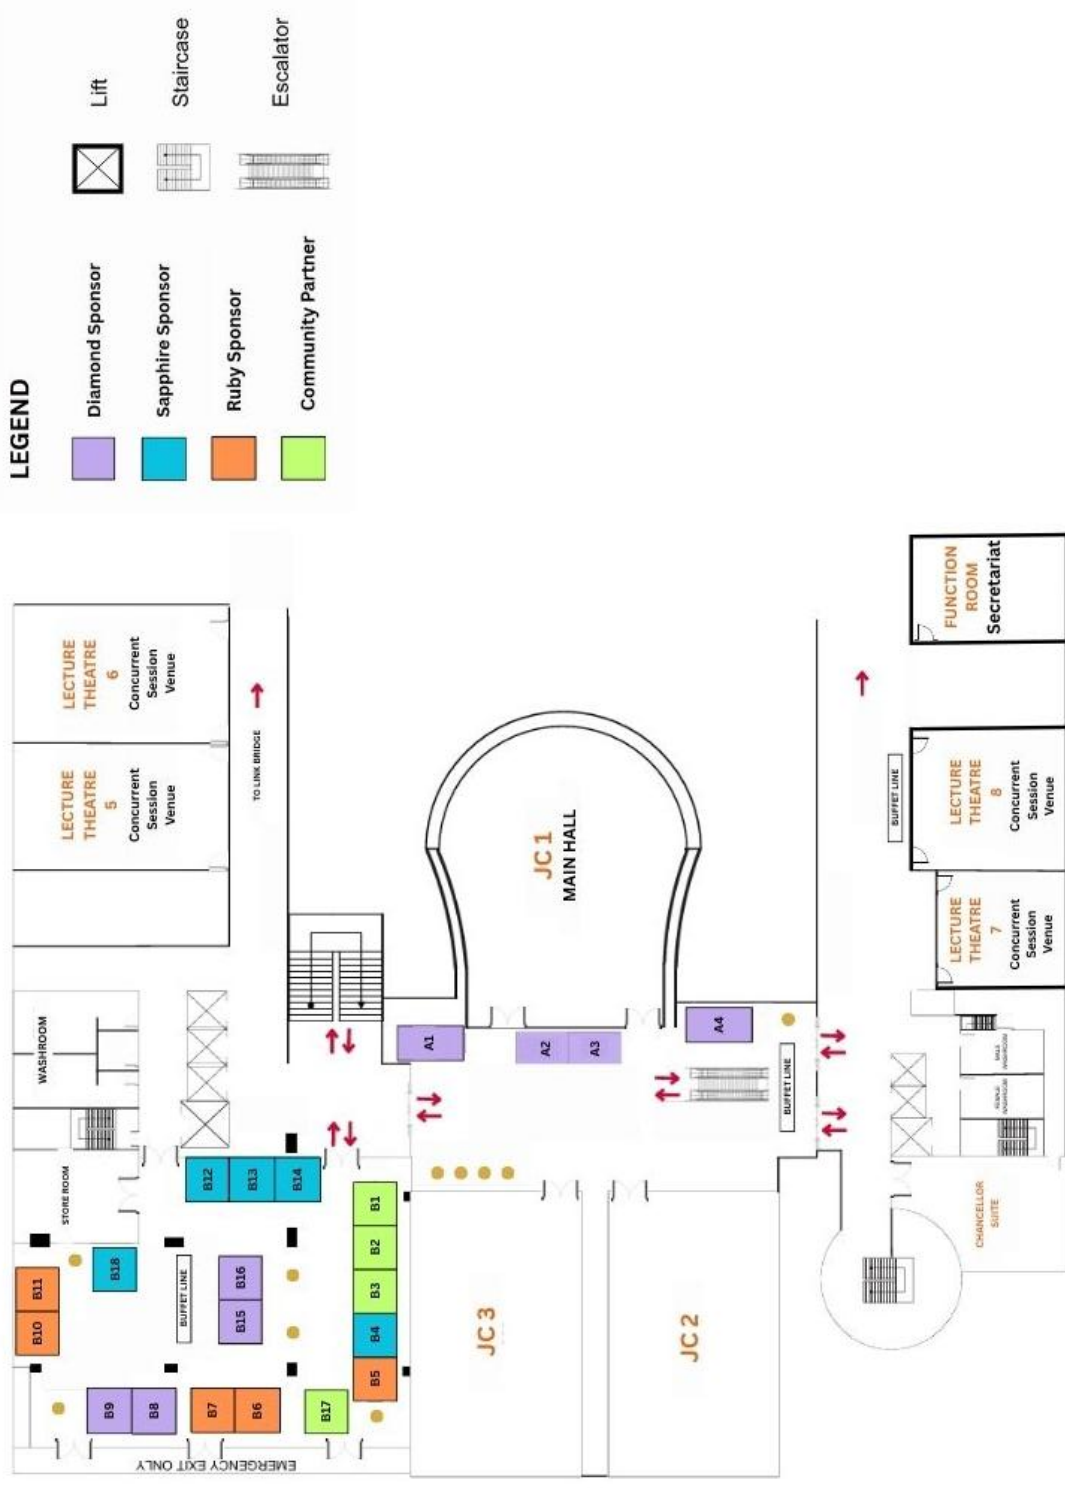 LEGEND
Diamond Sponsor
Sapphire Sponsor
Ruby Sponsor
Community Partner
Lift
Staircase
Escalator
LECTURE
THEATRE
6
Concurrent
Session
Venue
LECTURE
THEATRE
5
Concurrent
Session
Venue
TO LINK BRIDGE
WASHROOM
STORE ROOM
B12
B13
B14
B18
B11
B10
BUFFET LINE
B16
B15
B1
B2
B3
B4
B5
B9
B8
B7
B6
B17
EMERGENCY EXIT ONLY
JC 1
MAIN HALL
A1
A2
A3
A4
BUFFET LINE
JC 3
JC 2
FUNCTION
ROOM
Secretariat
BUFFET LINE
LECTURE
THEATRE
8
Concurrent
Session
Venue
LECTURE
THEATRE
7
Concurrent
Session
Venue
MALE
WASHROOM
FEMALE
WASHROOM
CHANCELLOR
SUITE